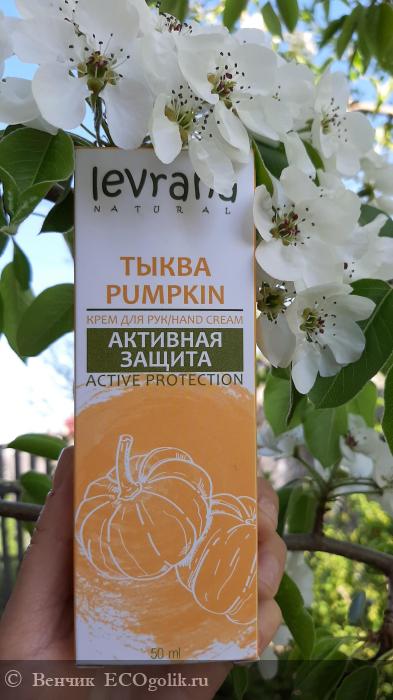 levrana
NATURAL
ТЫКВА
PUMPKIN
КРЕМ ДЛЯ РУК/HAND CREAM
АКТИВНАЯ
ЗАЩИТА
ACTIVE PROTECTION
50 ml
© Венчик ECOgolik.ru